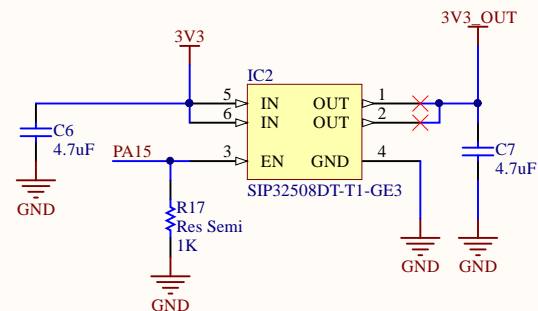 3V3_OUT
3V3
IC2
5 IN OUT 1
6 IN OUT 2
C6
4.7uF
PA15
3 EN GND 4
C7
4.7uF
SIP32508DT-T1-GE3
GND
R17
Res Semi
1K
GND
GND
GND